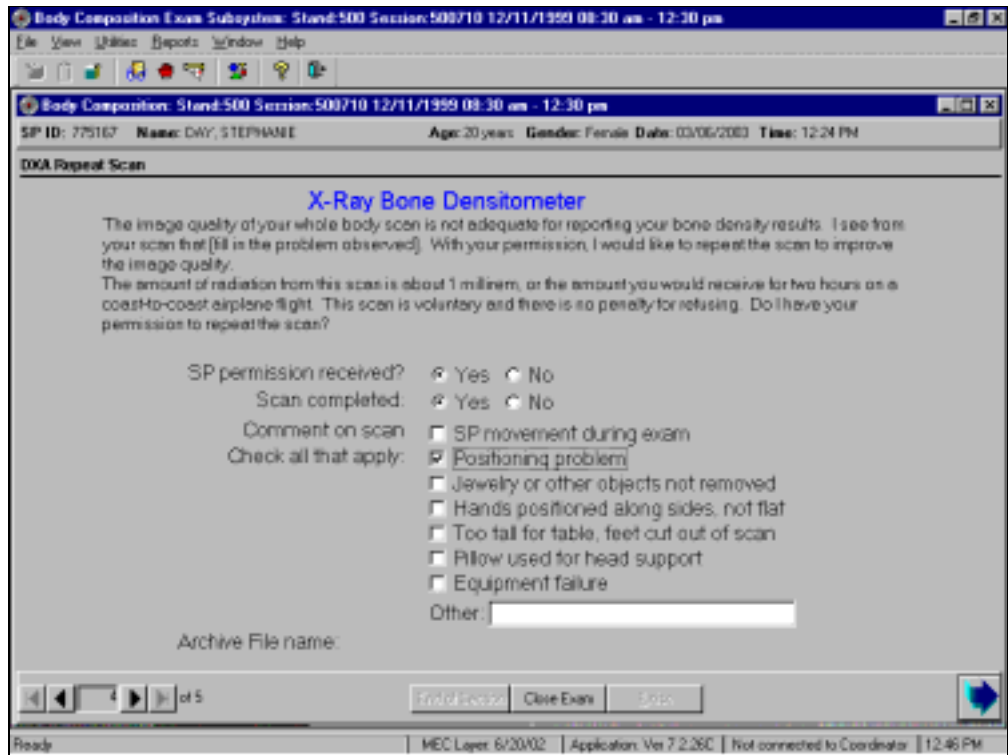 Body Composition Exam Subsystem: Stand:500 Session:500710 12/11/1999 08:30 am - 12:30 pm
File View Utilities Reports Window Help
Body Composition: Stand:500 Session:500710 12/11/1999 08:30 am - 12:30 pm
SP ID: 775167 Name: DAY, STEPHANIE Age: 20 years Gender: Female Date: 03/06/2003 Time: 12:24 PM
DXA Repeat Scan
X-Ray Bone Densitometer
The image quality of your whole body scan is not adequate for reporting your bone density results. I see from
your scan that [fill in the problem observed]. With your permission, I would like to repeat the scan to improve
the image quality.
The amount of radiation from this scan is about 1 millirem, or the amount you would receive for two hours on a
coast-to-coast airplane flight. This scan is voluntary and there is no penalty for refusing. Do I have your
permission to repeat the scan?
SP permission received? Yes No
Scan completed: Yes No
Comment on scan SP movement during exam
Check all that apply: Positioning problem
Jewelry or other objects not removed
Hands positioned along sides, not flat
Too tall for table, feet cut out of scan
Pillow used for head support
Equipment failure
Other:
Archive File name:
4 of 5 End of Section Close Exam Finish
Ready MEC Layer: 6/20/02 Application: Ver 7.2.26C Not connected to Coordinator 12:46 PM